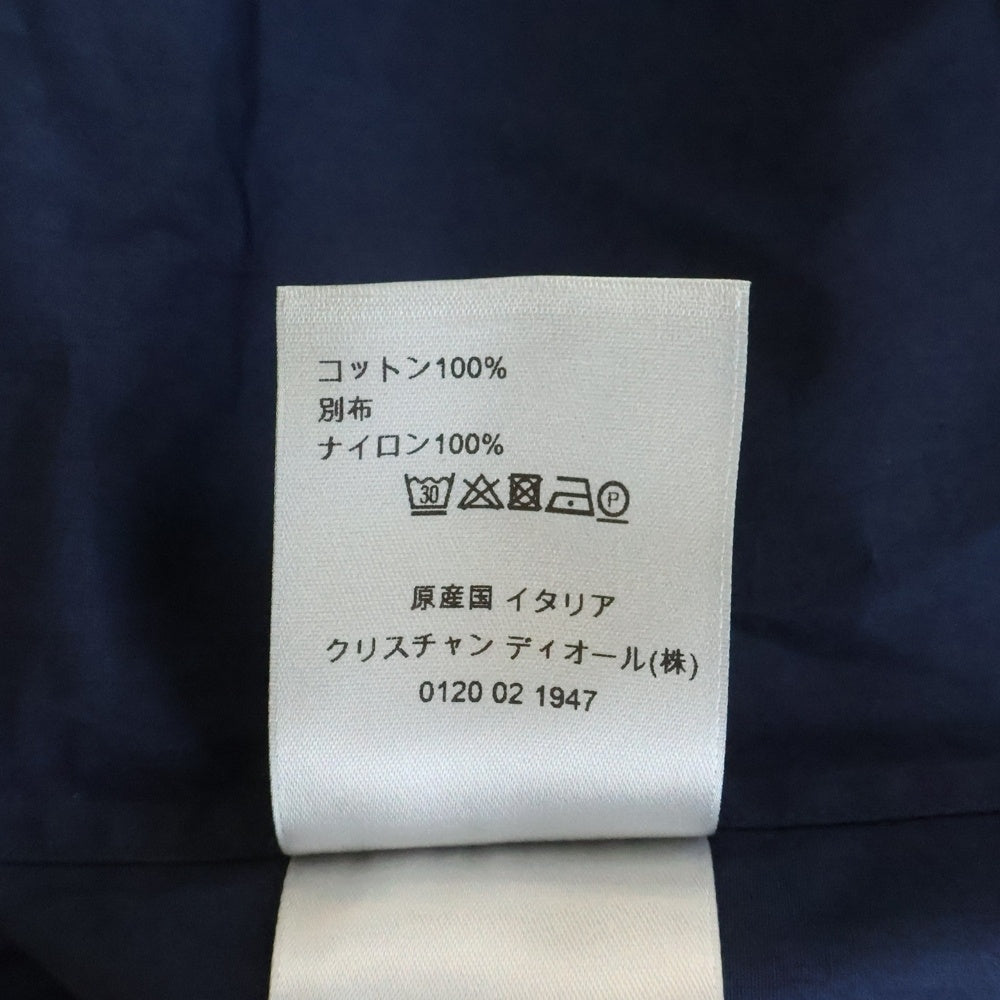 コットン100%
別布
ナイロン100%
30 P
原産国 イタリア
クリスチャン ディオール(株)
0120 02 1947